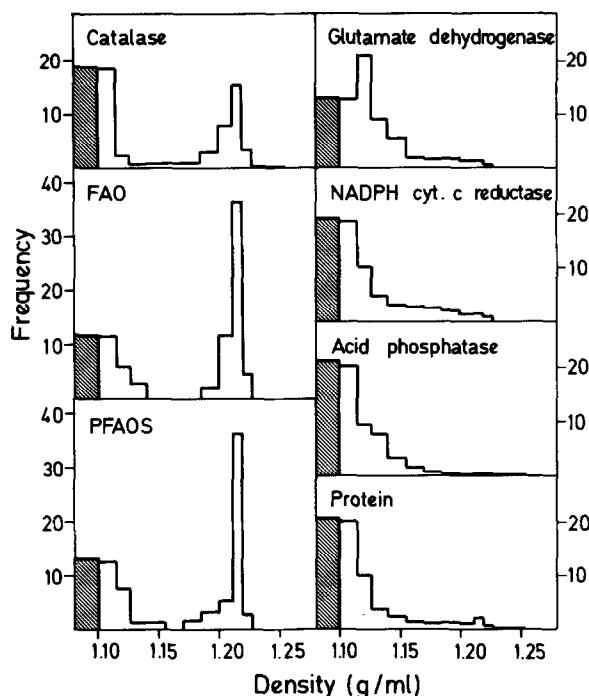 Catalase
20
10
FAO
40
30
20
10
PFAOS
40
30
20
10
Frequency
1.10 1.15 1.20 1.25
Glutamate dehydrogenase
20
10
NADPH cyt. c reductase
20
10
Acid phosphatase
20
10
Protein
20
10
1.10 1.15 1.20 1.25
Density (g/ml)